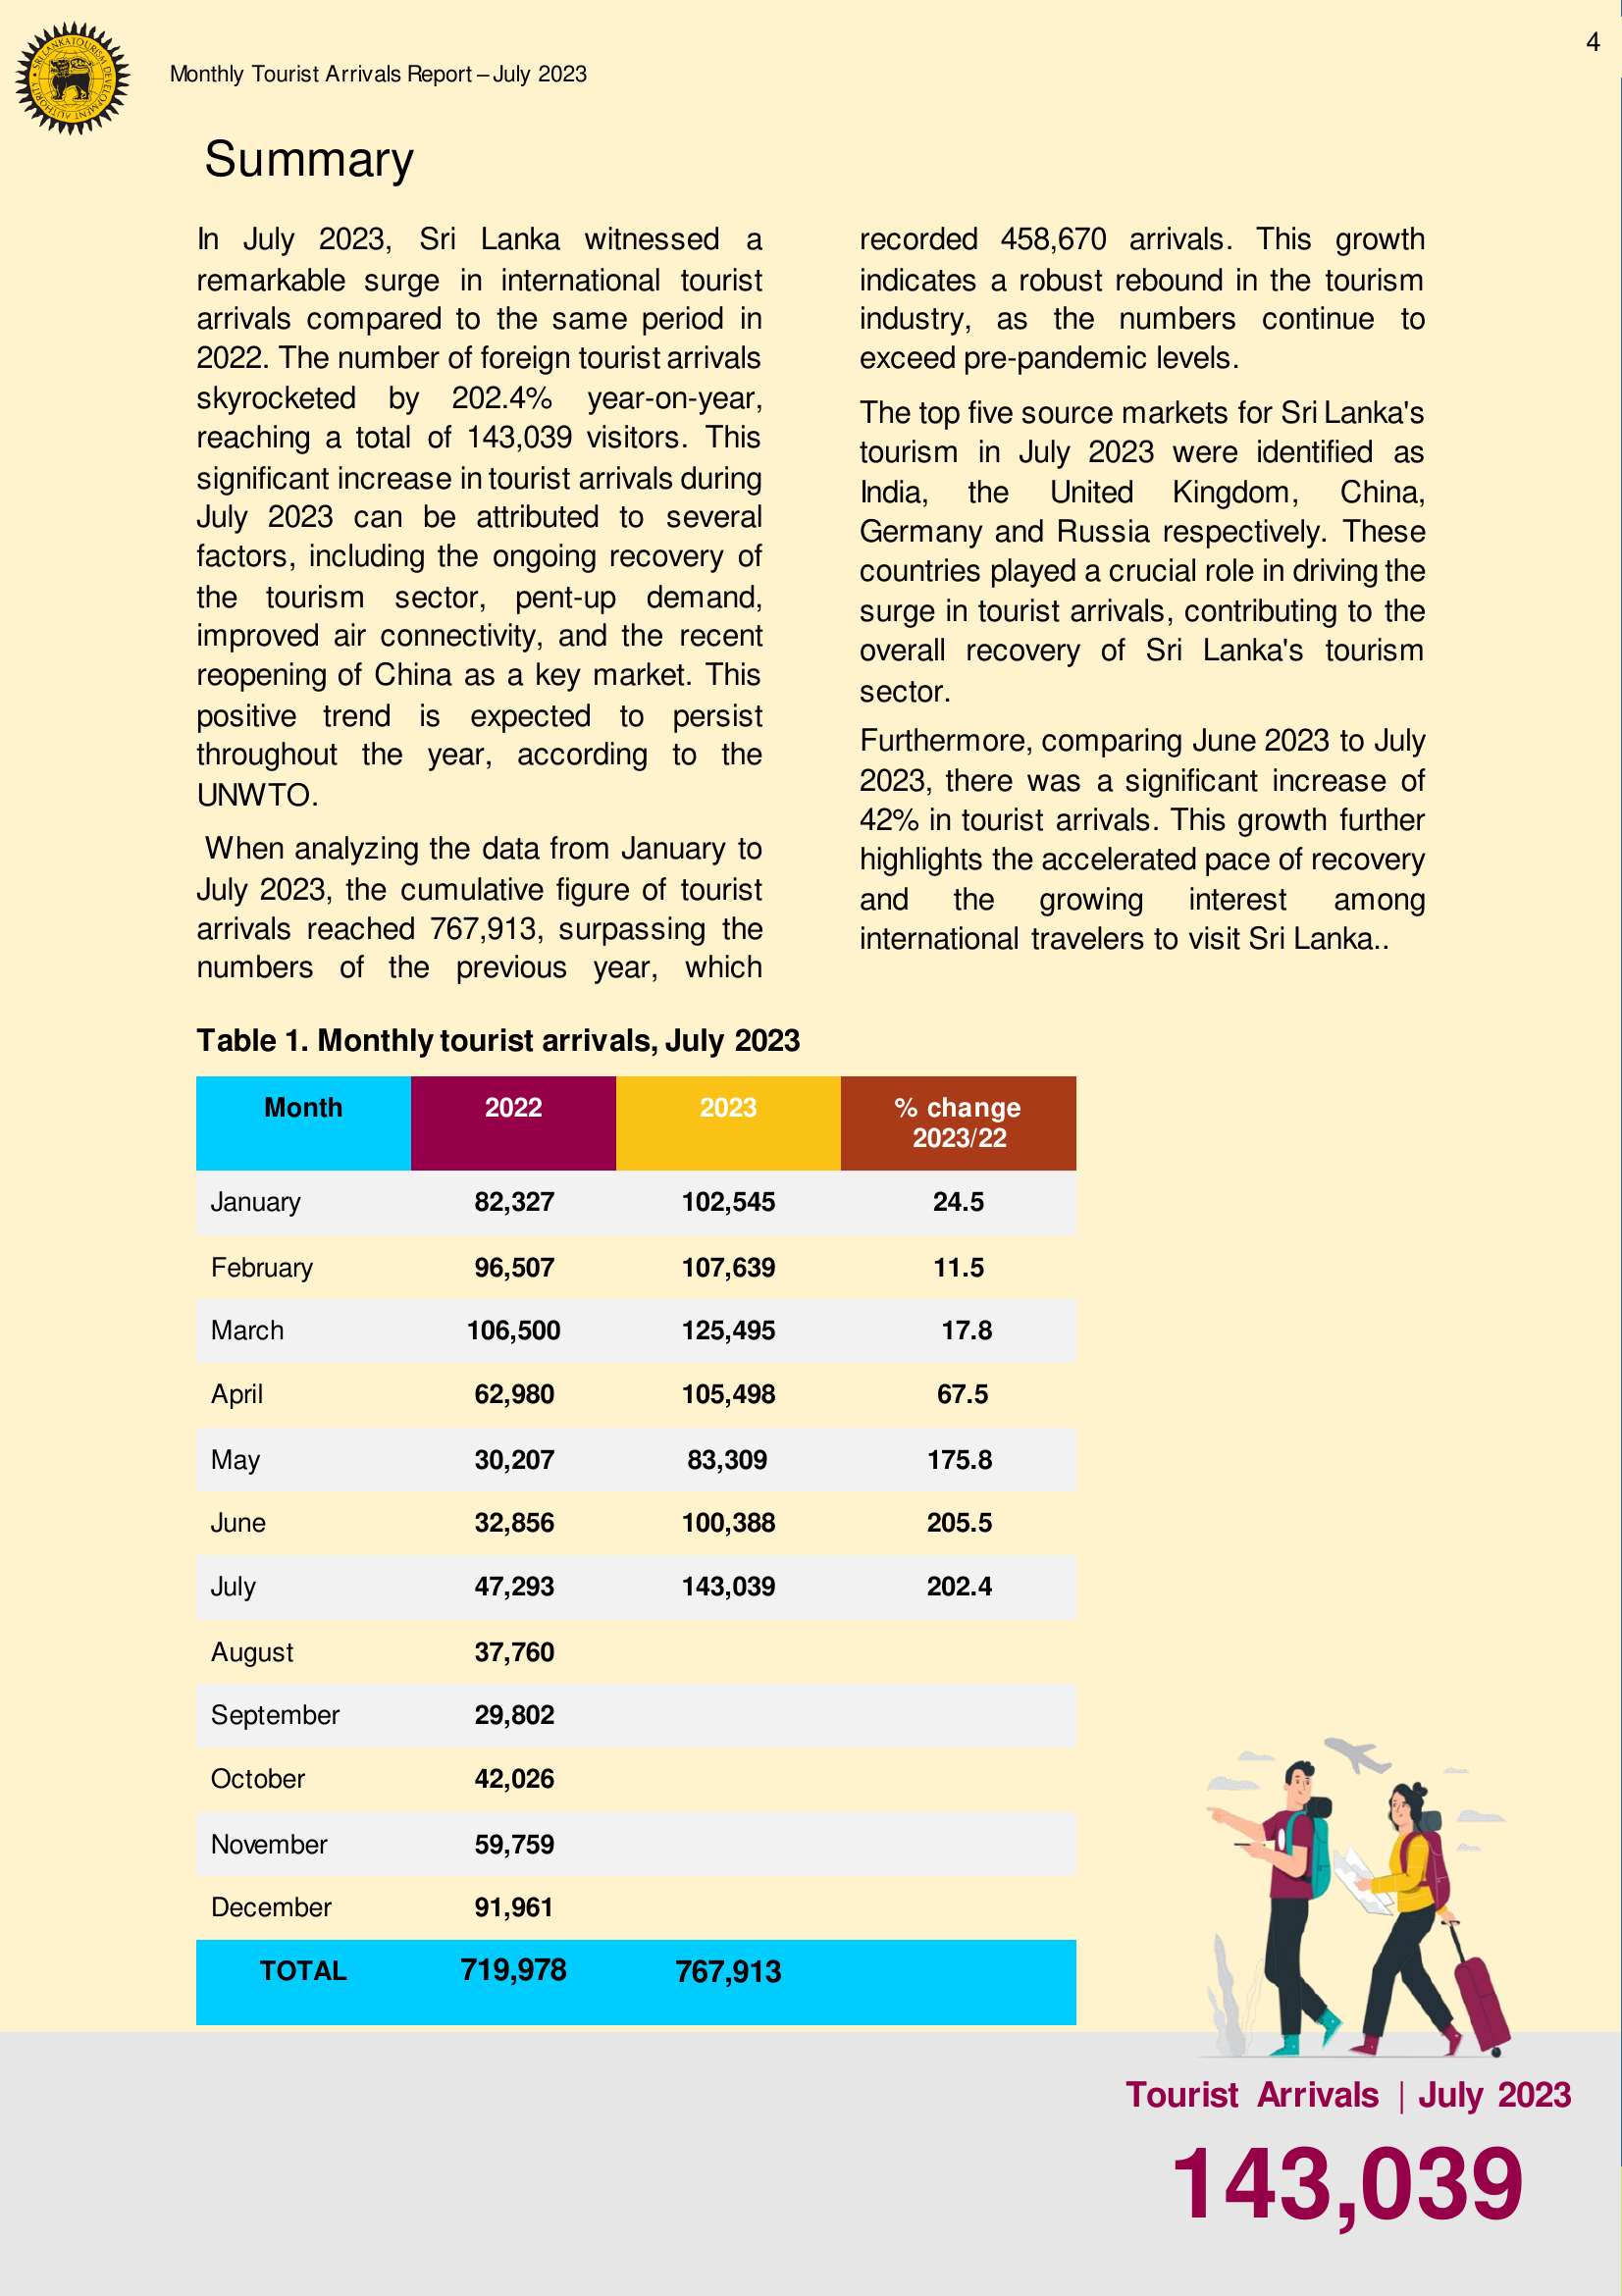 4
SRI LANKA TOURISM DEVELOPMENT AUTHORITY
Monthly Tourist Arrivals Report – July 2023
Summary
In July 2023, Sri Lanka witnessed a
remarkable surge in international tourist
arrivals compared to the same period in
2022. The number of foreign tourist arrivals
skyrocketed by 202.4% year-on-year,
reaching a total of 143,039 visitors. This
significant increase in tourist arrivals during
July 2023 can be attributed to several
factors, including the ongoing recovery of
the tourism sector, pent-up demand,
improved air connectivity, and the recent
reopening of China as a key market. This
positive trend is expected to persist
throughout the year, according to the
UNWTO.
When analyzing the data from January to
July 2023, the cumulative figure of tourist
arrivals reached 767,913, surpassing the
numbers of the previous year, which
recorded 458,670 arrivals. This growth
indicates a robust rebound in the tourism
industry, as the numbers continue to
exceed pre-pandemic levels.
The top five source markets for Sri Lanka's
tourism in July 2023 were identified as
India, the United Kingdom, China,
Germany and Russia respectively. These
countries played a crucial role in driving the
surge in tourist arrivals, contributing to the
overall recovery of Sri Lanka's tourism
sector.
Furthermore, comparing June 2023 to July
2023, there was a significant increase of
42% in tourist arrivals. This growth further
highlights the accelerated pace of recovery
and the growing interest among
international travelers to visit Sri Lanka..
Table 1. Monthly tourist arrivals, July 2023
Month 2022 2023 % change
2023/22
January 82,327 102,545 24.5
February 96,507 107,639 11.5
March 106,500 125,495 17.8
April 62,980 105,498 67.5
May 30,207 83,309 175.8
June 32,856 100,388 205.5
July 47,293 143,039 202.4
August 37,760
September 29,802
October 42,026
November 59,759
December 91,961
TOTAL 719,978 767,913
Tourist Arrivals | July 2023
143,039